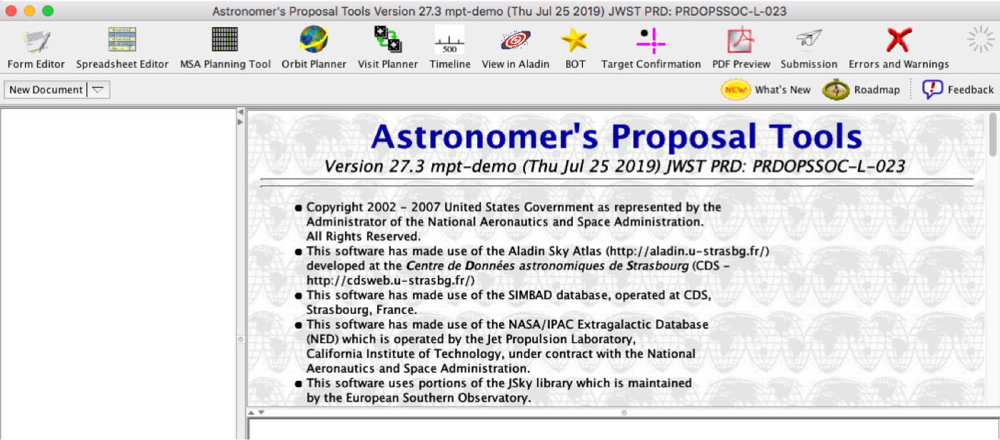 Astronomer's Proposal Tools Version 27.3 mpt-demo (Thu Jul 25 2019) JWST PRD: PRDOPSSOC-L-023
500
Form Editor Spreadsheet Editor MSA Planning Tool Orbit Planner Visit Planner Timeline View in Aladin BOT Target Confirmation PDF Preview Submission Errors and Warnings
New Document NEW What's New Roadmap Feedback
Astronomer's Proposal Tools
Version 27.3 mpt-demo (Thu Jul 25 2019) JWST PRD: PRDOPSSOC-L-023
Copyright 2002 - 2007 United States Government as represented by the
Administrator of the National Aeronautics and Space Administration.
All Rights Reserved.
This software has made use of the Aladin Sky Atlas (http://aladin.u-strasbg.fr/)
developed at the Centre de Données astronomiques de Strasbourg (CDS -
http://cdsweb.u-strasbg.fr/)
This software has made use of the SIMBAD database, operated at CDS,
Strasbourg, France.
This software has made use of the NASA/IPAC Extragalactic Database
(NED) which is operated by the Jet Propulsion Laboratory,
California Institute of Technology, under contract with the National
Aeronautics and Space Administration.
This software uses portions of the JSky library which is maintained
by the European Southern Observatory.